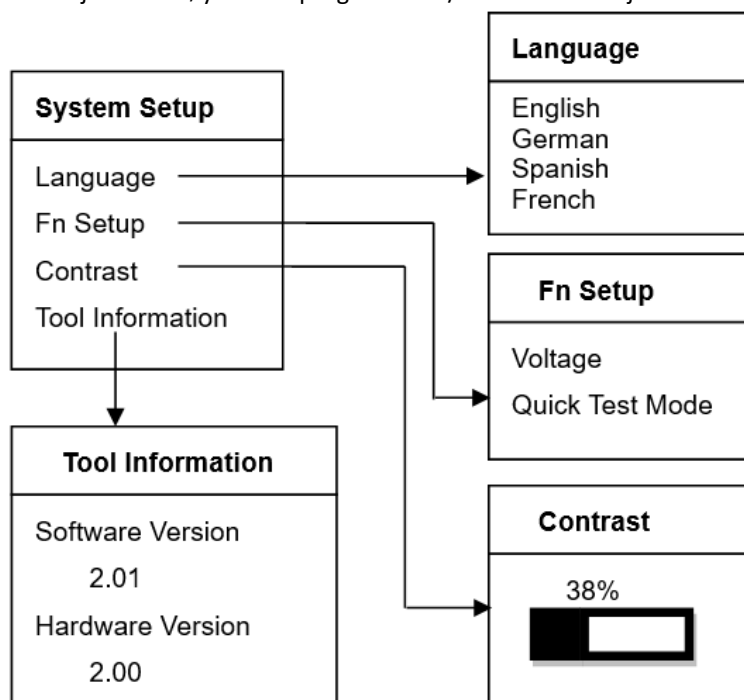 System Setup
Language
Fn Setup
Contrast
Tool Information
Language
English
German
Spanish
French
Fn Setup
Voltage
Quick Test Mode
Tool Information
Software Version
2.01
Hardware Version
2.00
Contrast
38%